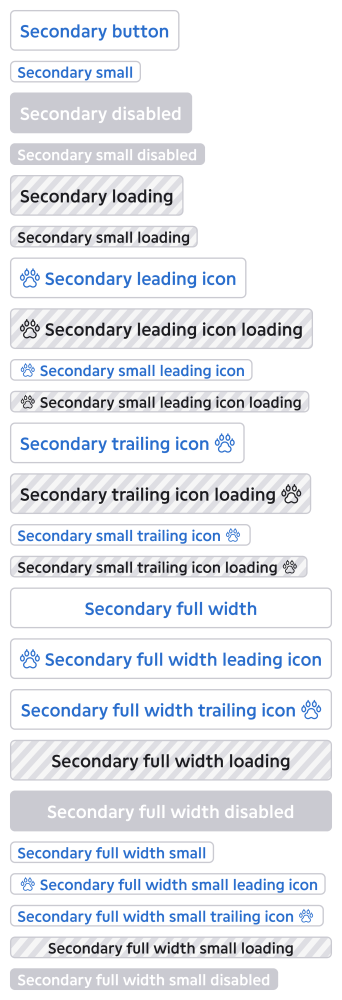 Secondary button
Secondary small
Secondary disabled
Secondary small disabled
Secondary loading
Secondary small loading
Secondary leading icon
Secondary leading icon loading
Secondary small leading icon
Secondary small leading icon loading
Secondary trailing icon
Secondary trailing icon loading
Secondary small trailing icon
Secondary small trailing icon loading
Secondary full width
Secondary full width leading icon
Secondary full width trailing icon
Secondary full width loading
Secondary full width disabled
Secondary full width small
Secondary full width small leading icon
Secondary full width small trailing icon
Secondary full width small loading
Secondary full width small disabled